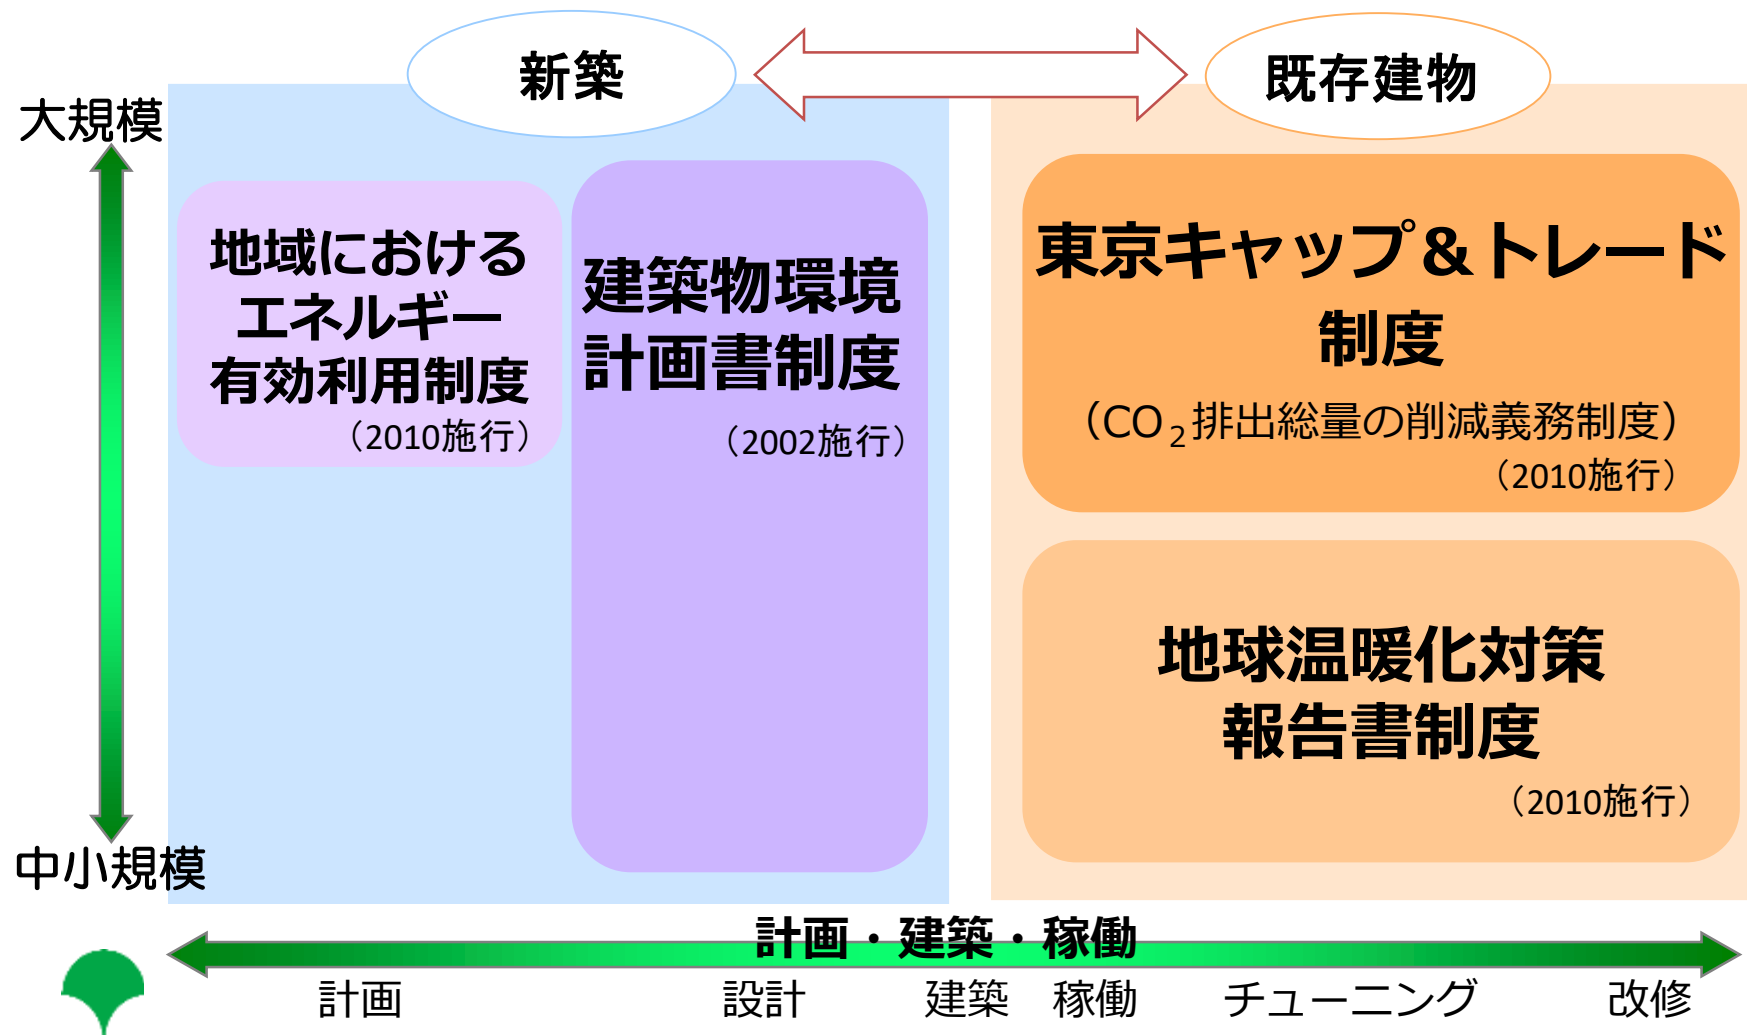 新築
既存建物
大規模
地域における
エネルギー
有効利用制度
（2010施行）
建築物環境
計画書制度
（2002施行）
東京キャップ＆トレード
制度
（CO₂排出総量の削減義務制度）
（2010施行）
地球温暖化対策
報告書制度
（2010施行）
中小規模
計画・建築・稼働
計画 設計 建築 稼働 チューニング 改修